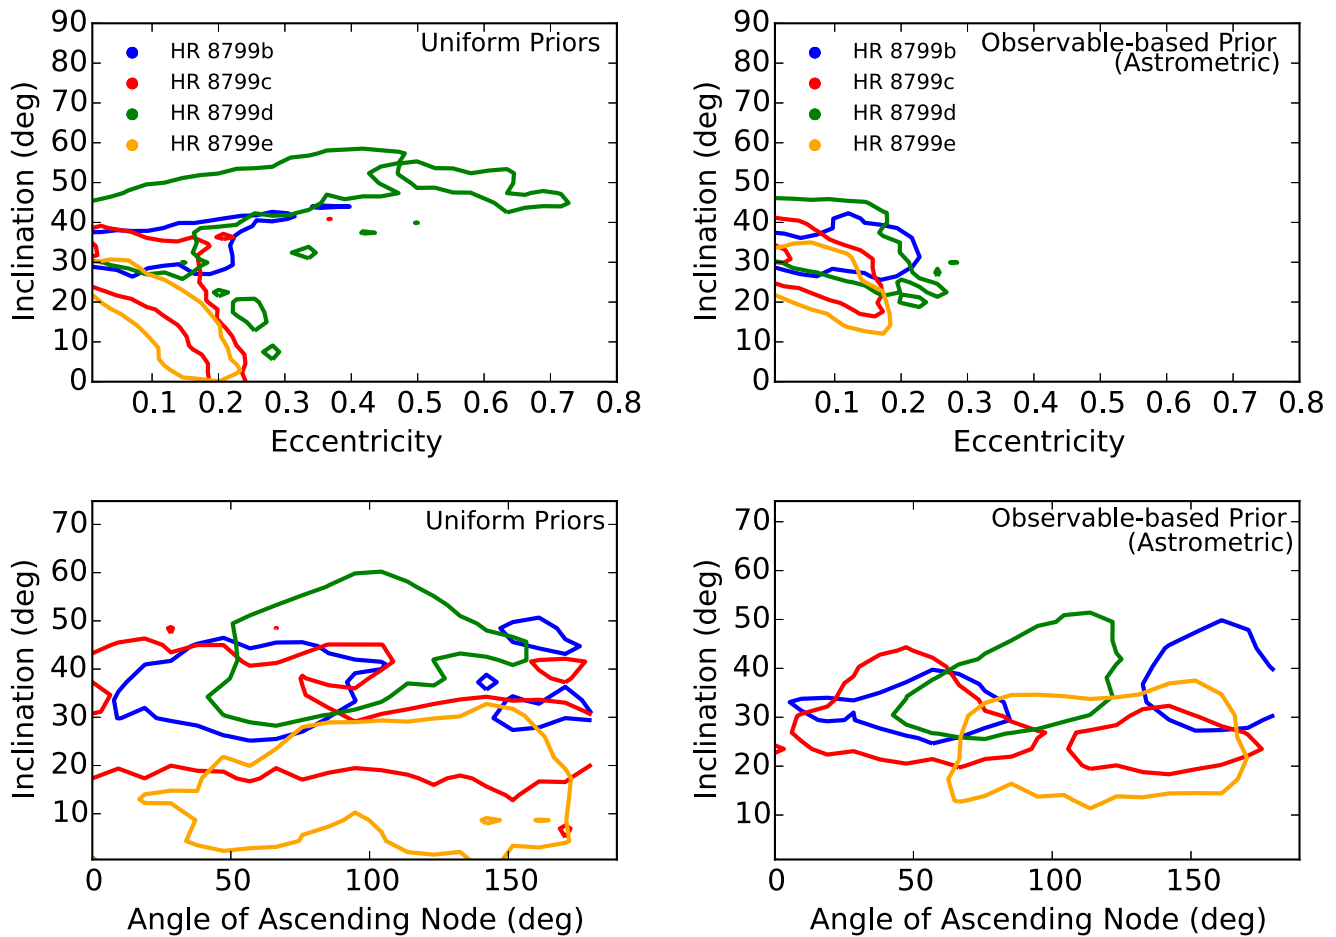 Uniform Priors
HR 8799b
HR 8799c
HR 8799d
HR 8799e
90
80
70
60
50
40
30
20
10
0
Inclination (deg)
0.1 0.2 0.3 0.4 0.5 0.6 0.7 0.8
Eccentricity
Observable-based Prior
(Astrometric)
HR 8799b
HR 8799c
HR 8799d
HR 8799e
90
80
70
60
50
40
30
20
10
0
Inclination (deg)
0.1 0.2 0.3 0.4 0.5 0.6 0.7 0.8
Eccentricity
Uniform Priors
70
60
50
40
30
20
10
Inclination (deg)
0 50 100 150
Angle of Ascending Node (deg)
Observable-based Prior
(Astrometric)
70
60
50
40
30
20
10
Inclination (deg)
0 50 100 150
Angle of Ascending Node (deg)